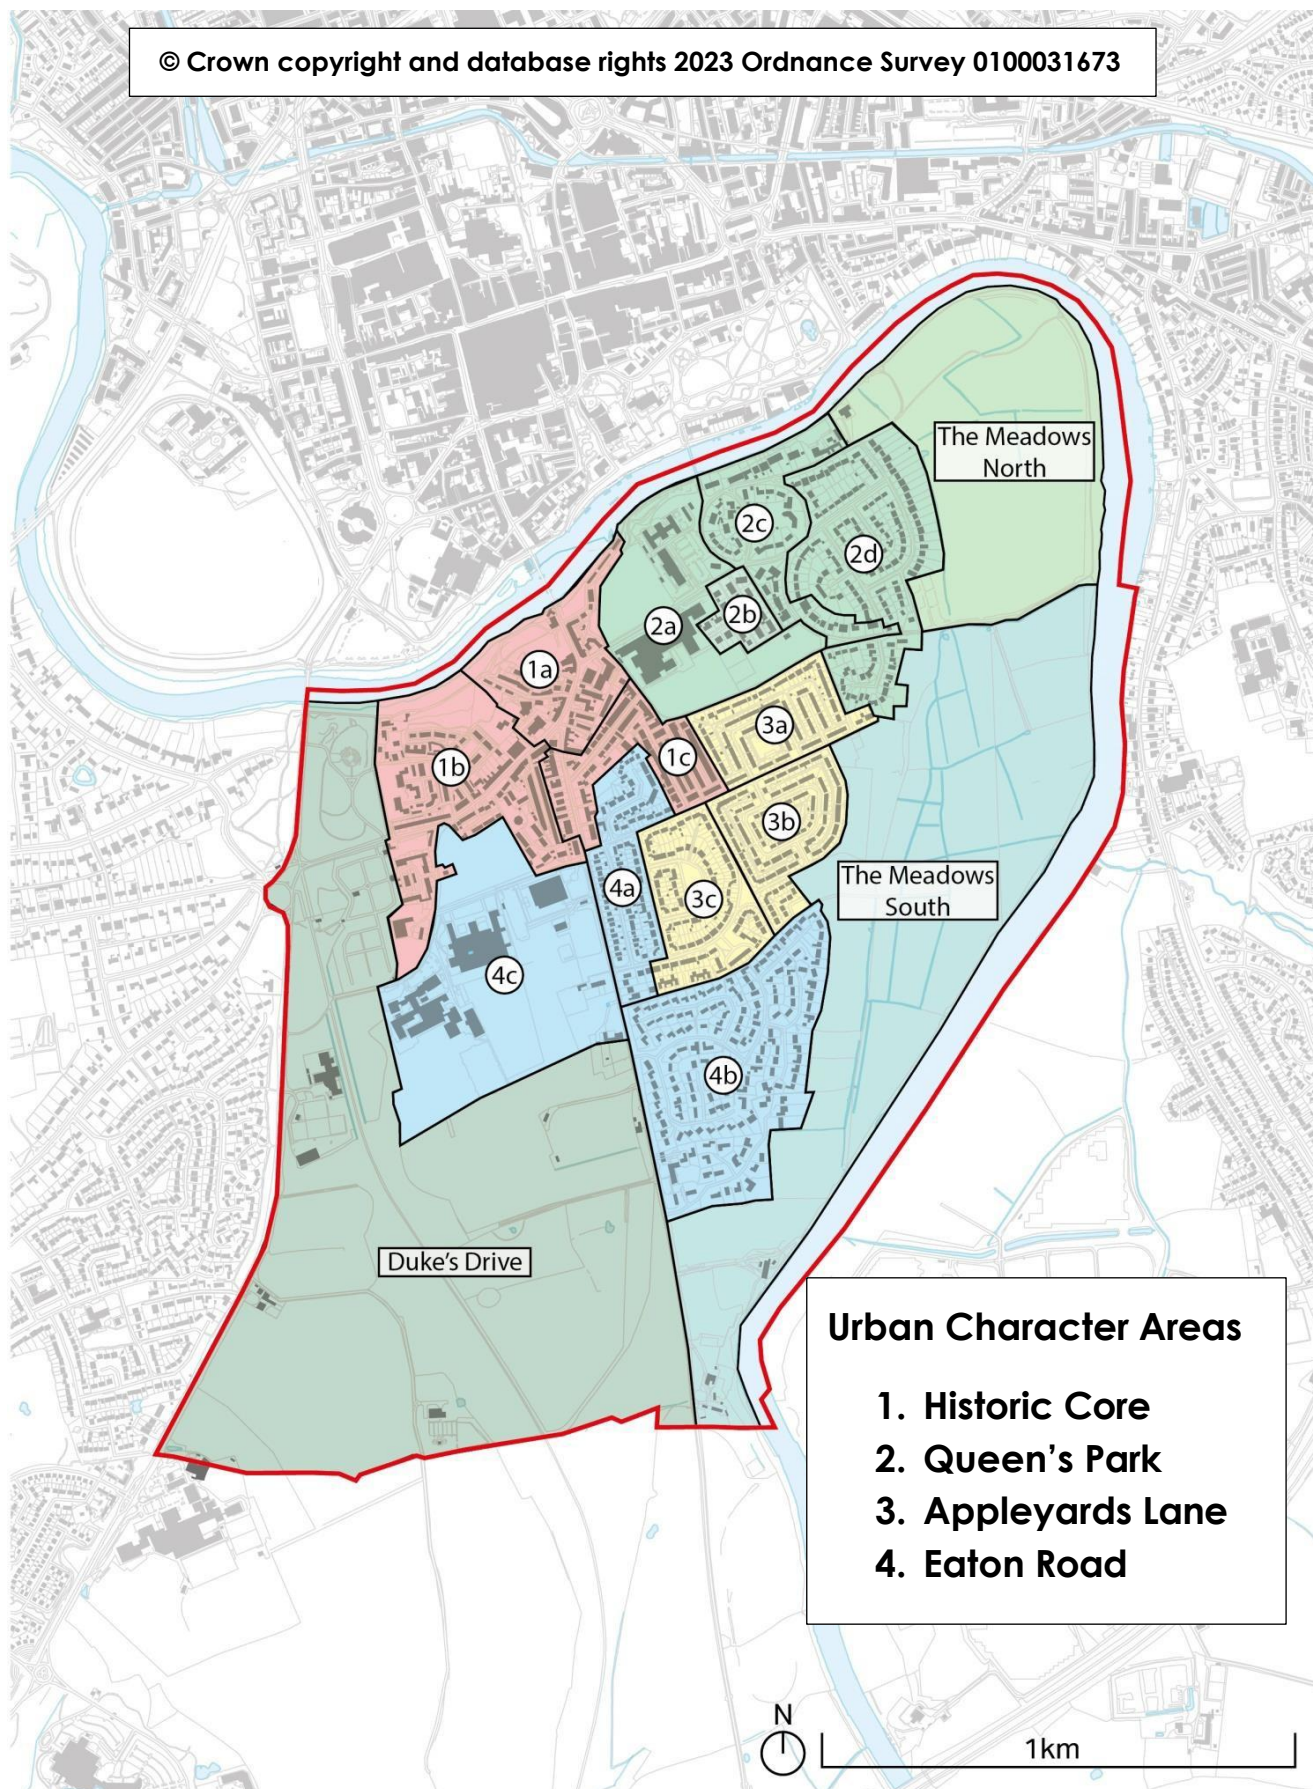 © Crown copyright and database rights 2023 Ordnance Survey 0100031673
The Meadows
North
2c
2d
2b
2a
1a
3a
1c
1b
3b
The Meadows
South
4a
3c
4c
4b
Duke's Drive
Urban Character Areas
1. Historic Core
2. Queen's Park
3. Appleyards Lane
4. Eaton Road
N
1km